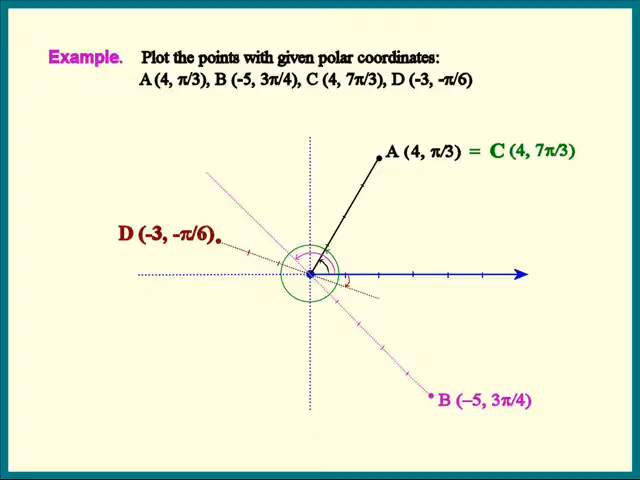 Example. Plot the points with given polar coordinates:
A (4, π/3), B (-5, 3π/4), C (4, 7π/3), D (-3, -π/6)
A (4, π/3) = C (4, 7π/3)
D (-3, -π/6)
B (–5, 3π/4)